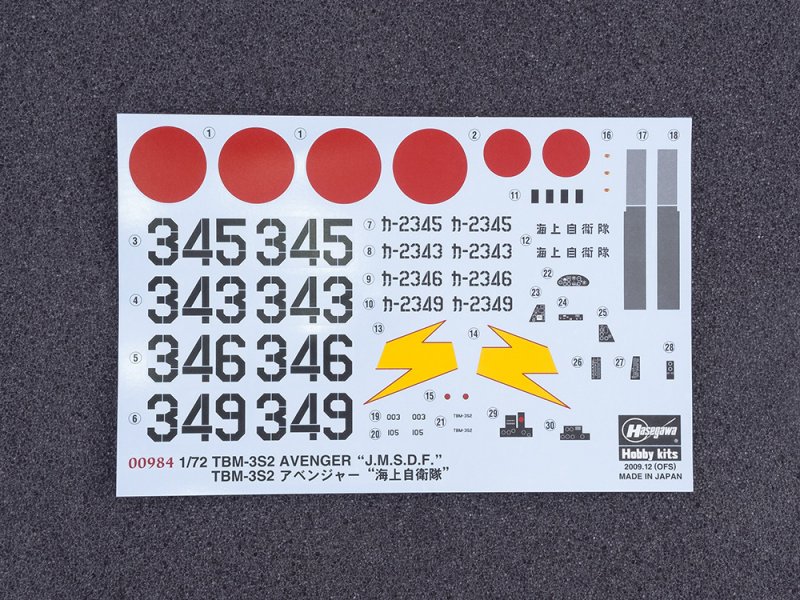 1 1 2 16 17 18
11
3 345 345 7 カ-2345 カ-2345 海上自衛隊
8 カ-2343 カ-2343 12 海上自衛隊
4 343 343 9 カ-2346 カ-2346 22
10 カ-2349 カ-2349 23 24
13 14 25
5 346 346 26 27 28
15
6 349 349 19 003 003 21 TBM-3S2 29
20 105 105 TBM-3S2 30
Hasegawa
Hobby kits
00984 1/72 TBM-3S2 AVENGER “J.M.S.D.F.”
2009.12 (OFS)
TBM-3S2 アベンジャー “海上自衛隊”
MADE IN JAPAN